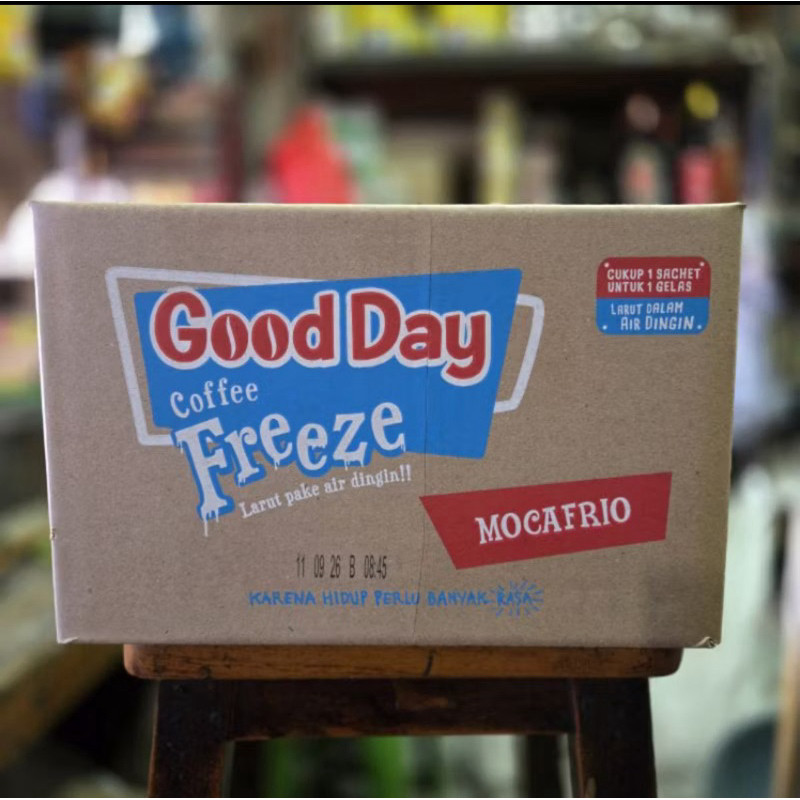 Good Day
Coffee
Freeze
Larut pake air dingin!!
CUKUP 1 SACHET
UNTUK 1 GELAS
LARUT DALAM
AIR DINGIN
MOCAFRIO
11 09 26 B 08:45
KARENA HIDUP PERLU BANYAK RASA